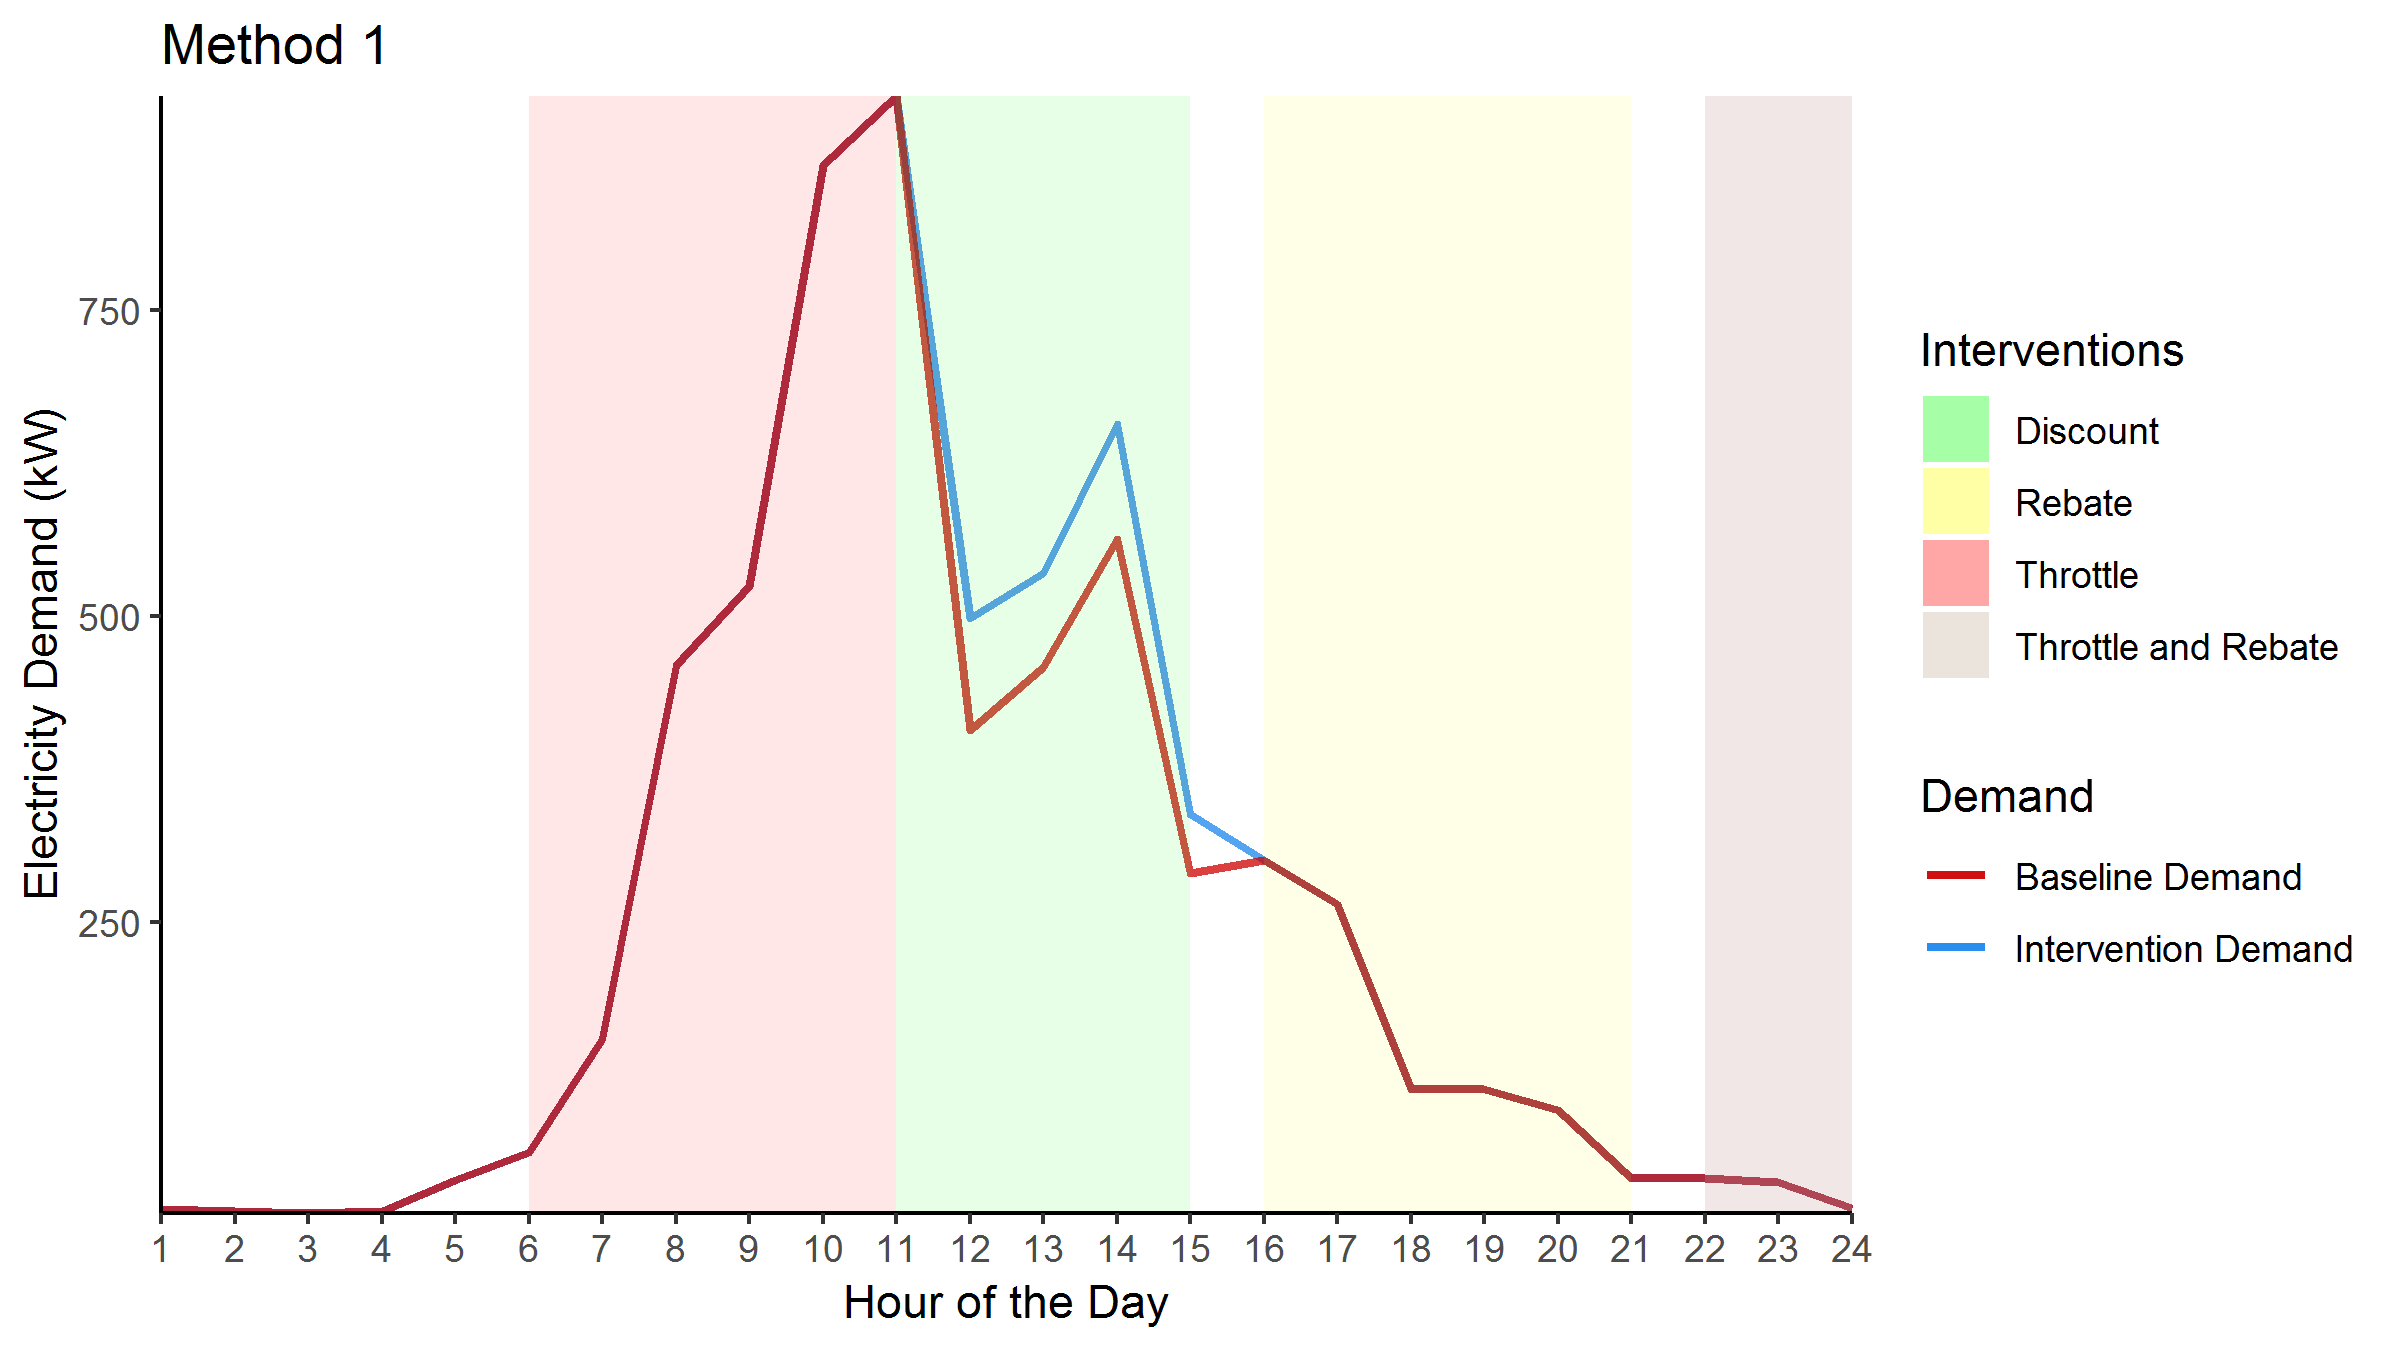 Method 1
Electricity Demand (kW)
750
500
250
1 2 3 4 5 6 7 8 9 10 11 12 13 14 15 16 17 18 19 20 21 22 23 24
Hour of the Day
Interventions
Discount
Rebate
Throttle
Throttle and Rebate
Demand
Baseline Demand
Intervention Demand